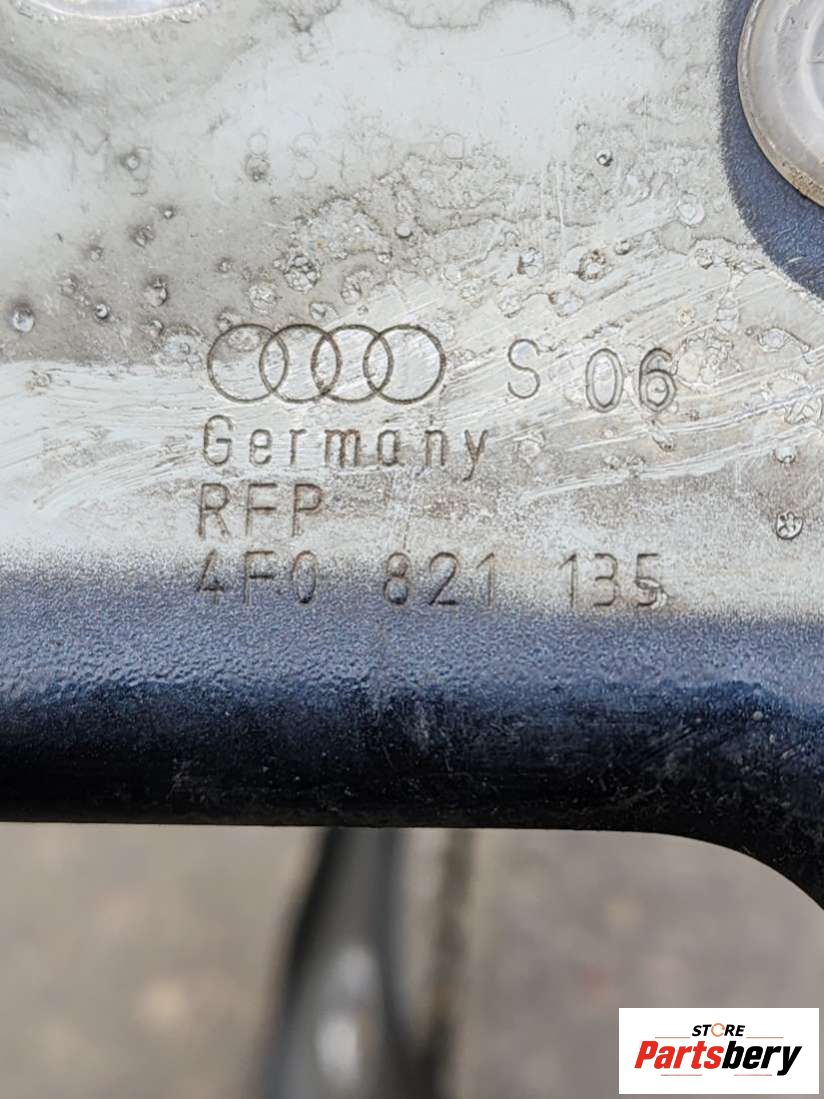 S 06
Germany
RFP
4F0 821 135
STORE
Partsbery